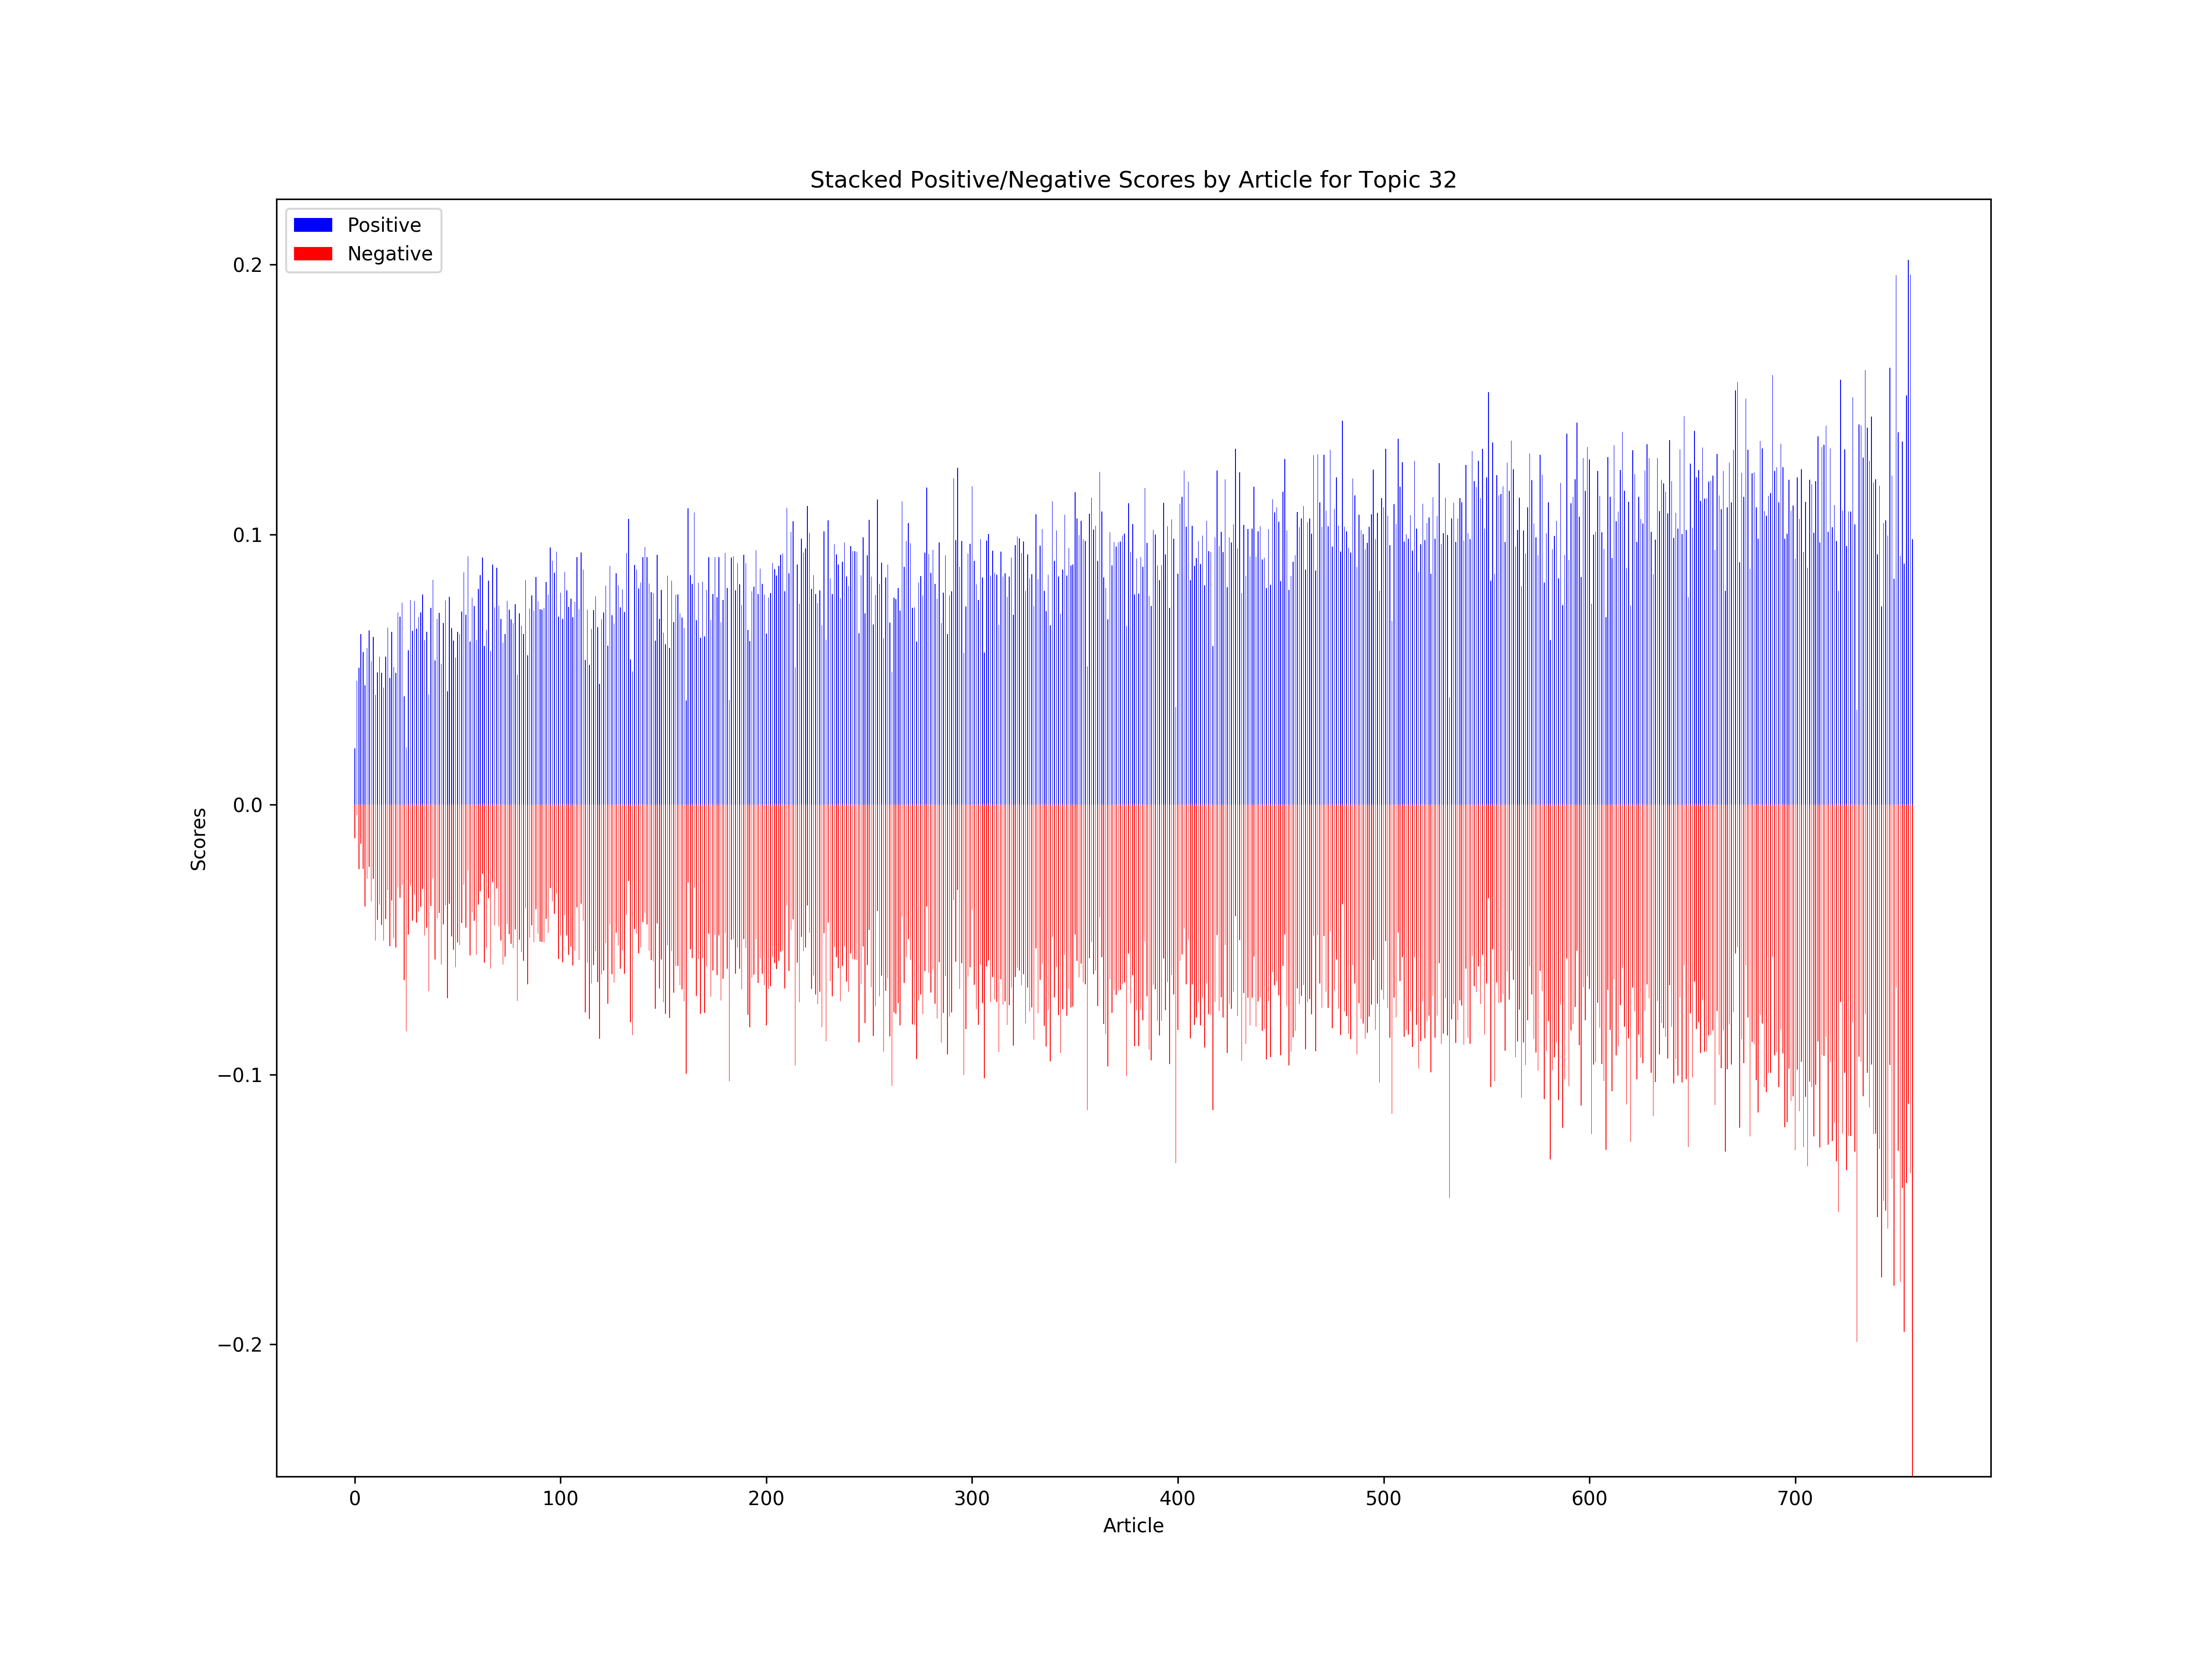 Stacked Positive/Negative Scores by Article for Topic 32
Positive
Negative
0.2
0.1
0.0
−0.1
−0.2
Scores
0 100 200 300 400 500 600 700
Article